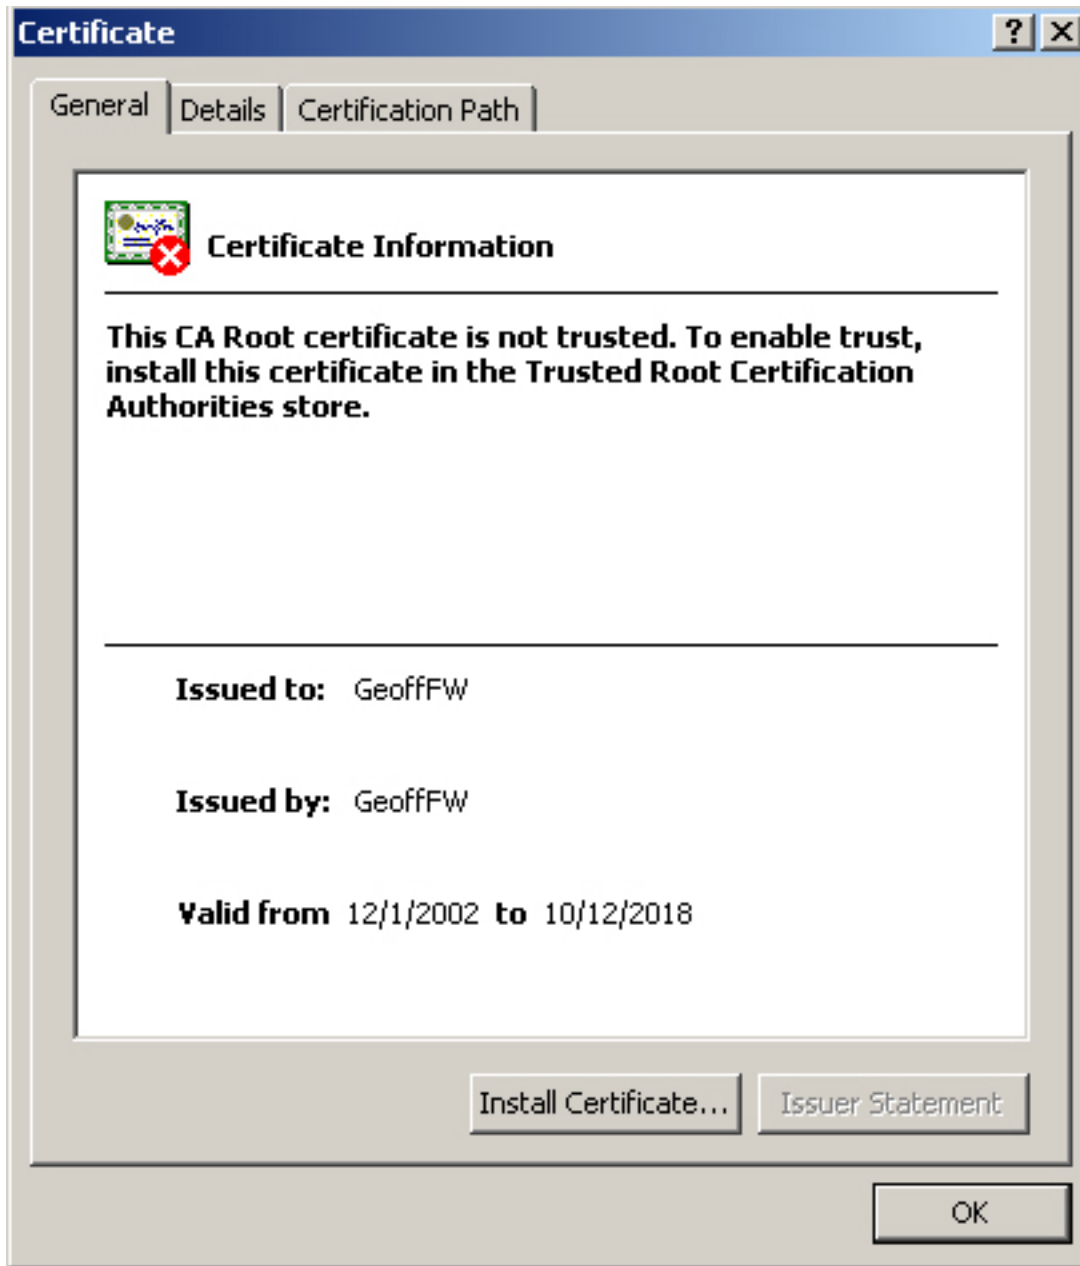 Certificate
General Details Certification Path
Certificate Information
This CA Root certificate is not trusted. To enable trust,
install this certificate in the Trusted Root Certification
Authorities store.
Issued to: GeoffFW
Issued by: GeoffFW
Valid from 12/1/2002 to 10/12/2018
Install Certificate... Issuer Statement
OK